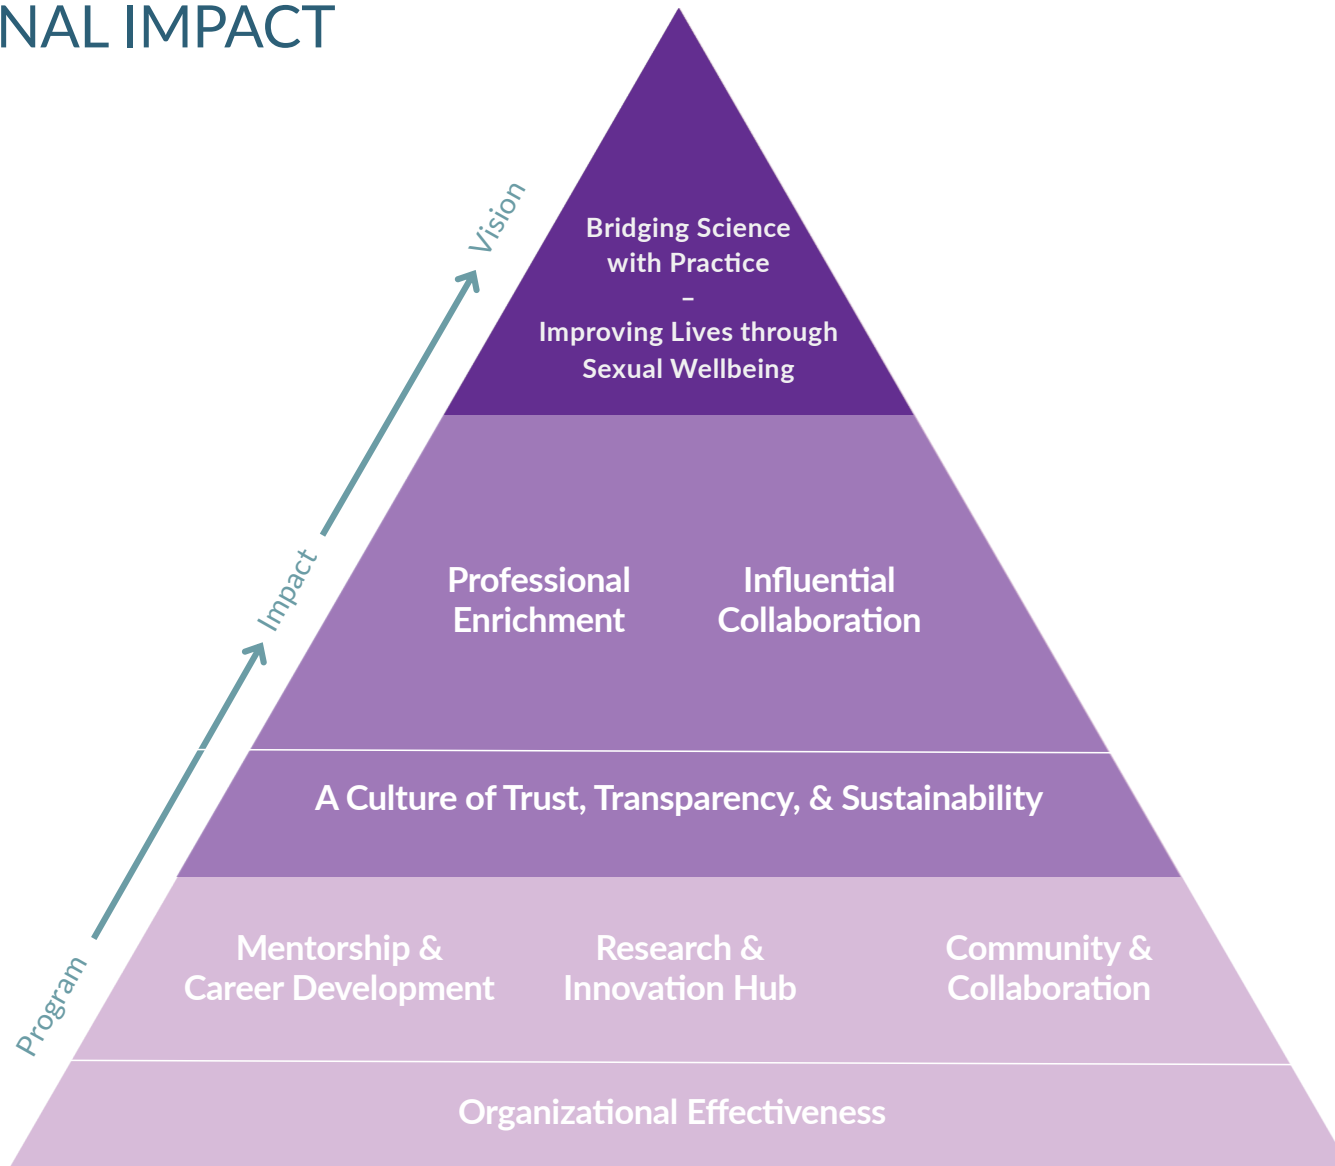 NAL IMPACT
Vision
Bridging Science
with Practice
–
Improving Lives through
Sexual Wellbeing
Impact
Professional
Enrichment
Influential
Collaboration
A Culture of Trust, Transparency, & Sustainability
Program
Mentorship &
Career Development
Research &
Innovation Hub
Community &
Collaboration
Organizational Effectiveness